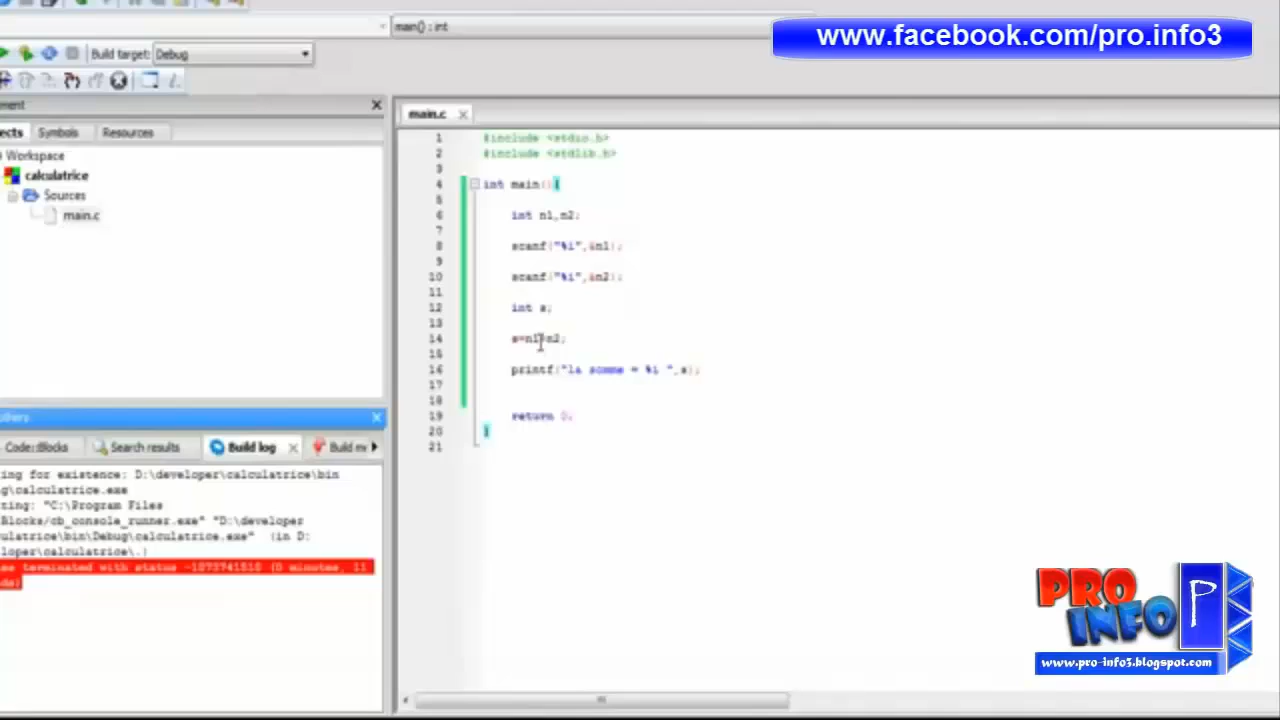 main() : int
www.facebook.com/pro.info3
Build target: Debug
ment
ects Symbols Resources
Workspace
calculatrice
Sources
main.c
main.c
1 #include <stdio.h>
2 #include <stdlib.h>
3
4 int main(){
5
6 int n1,n2;
7
8 scanf("%i",&n1);
9
10 scanf("%i",&n2);
11
12 int s;
13
14 s=n1+n2;
15
16 printf("la somme = %i ",s);
17
18
19 return 0;
20 }
21
thers
Code::Blocks Search results Build log Build me
ing for existence: D:\developer\calculatrice\bin
g\calculatrice.exe
ting: "C:\Program Files
Blocks/cb_console_runner.exe" "D:\developer
ulatrice\bin\Debug\calculatrice.exe" (in D:
loper\calculatrice\.)
ss terminated with status -1073741510 (0 minutes, 11
ds)
PRO
INFO
P
www.pro-info3.blogspot.com